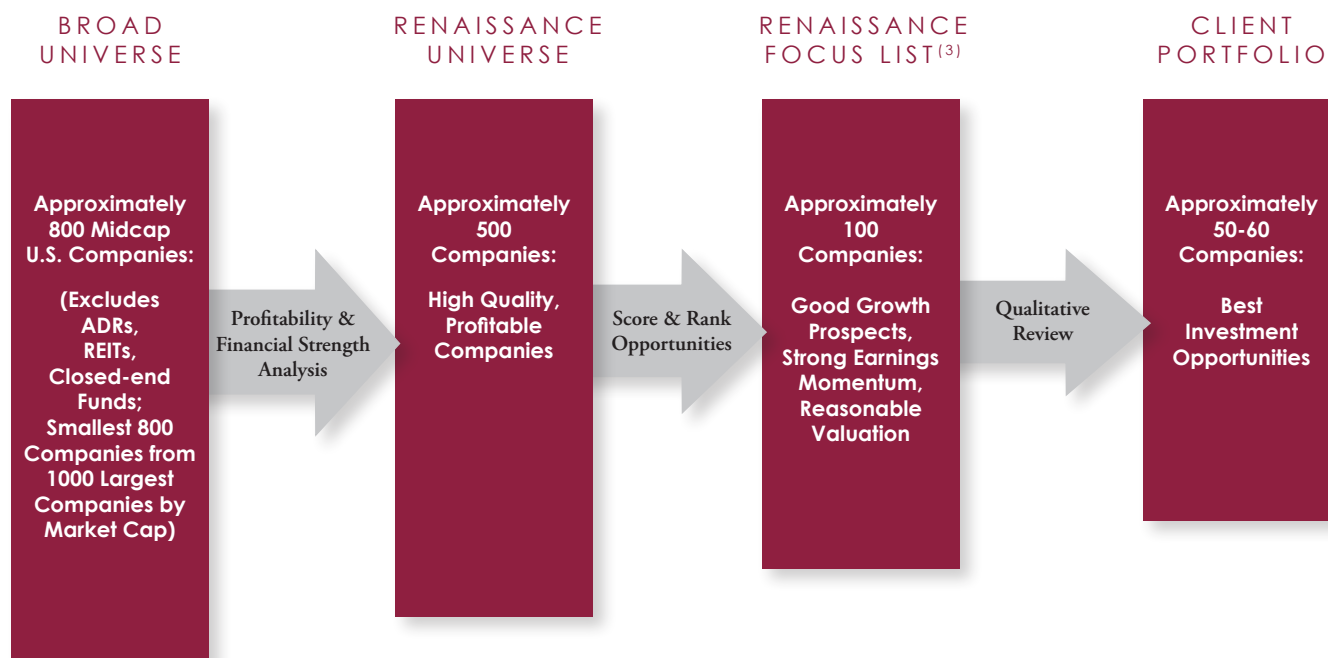 BROAD
UNIVERSE
RENAISSANCE
UNIVERSE
RENAISSANCE
FOCUS LIST(3)
CLIENT
PORTFOLIO
Approximately
800 Midcap
U.S. Companies:
(Excludes
ADRs,
REITs,
Closed-end
Funds;
Smallest 800
Companies from
1000 Largest
Companies by
Market Cap)
Profitability &
Financial Strength
Analysis
Approximately
500
Companies:
High Quality,
Profitable
Companies
Score & Rank
Opportunities
Approximately
100
Companies:
Good Growth
Prospects,
Strong Earnings
Momentum,
Reasonable
Valuation
Qualitative
Review
Approximately
50-60
Companies:
Best
Investment
Opportunities